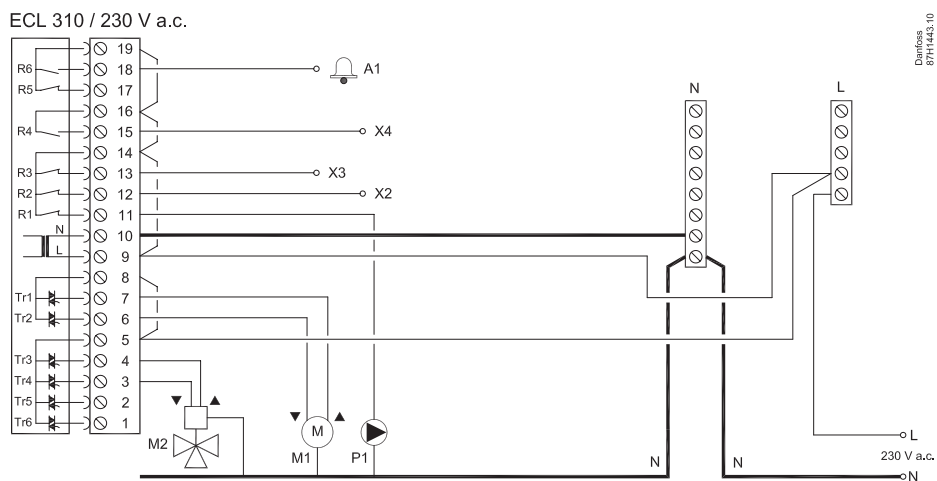 ECL 310 / 230 V a.c.
Danfoss
87H1443.10
19
R6 18 A1
R5 17
16
R4 15 X4
14
R3 13 X3
R2 12 X2
R1 11
N 10
L 9
8
Tr1 7
Tr2 6
5
Tr3 4
Tr4 3
Tr5 2
Tr6 1
N L
M2
M
M1
P1
N N
L
230 V a.c.
N